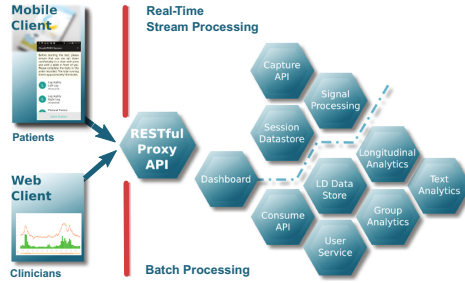 Mobile
Client
Patients
Web
Client
Clinicians
RESTful
Proxy
API
Real-Time
Stream Processing
Batch Processing
Capture
API
Signal
Processing
Session
Datastore
Dashboard
Longitudinal
Analytics
LD Data
Store
Text
Analytics
Consume
API
Group
Analytics
User
Service